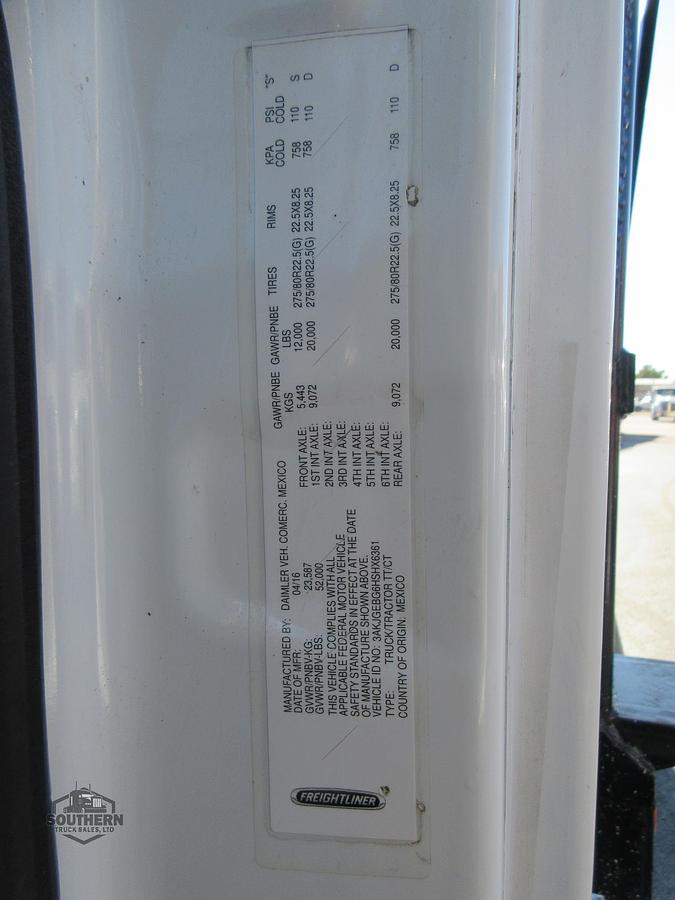 FREIGHTLINER
MANUFACTURED BY: DAIMLER VEH. COMERC. MEXICO
DATE OF MFR: 04/16
GVWR/PNBV-KG: 23,587
GVWR/PNBV-LBS: 52,000
THIS VEHICLE COMPLIES WITH ALL
APPLICABLE FEDERAL MOTOR VEHICLE
SAFETY STANDARDS IN EFFECT AT THE DATE
OF MANUFACTURE SHOWN ABOVE.
VEHICLE ID NO.: 3AKJGEBG6HSHX6361
TYPE: TRUCK/TRACTOR TT/CT
COUNTRY OF ORIGIN: MEXICO
GAWR/PNBE GAWR/PNBE TIRES RIMS KPA PSI "S"
KGS LBS COLD COLD
FRONT AXLE: 5,443 12,000 275/80R22.5(G) 22.5X8.25 758 110 S
1ST INT AXLE: 9,072 20,000 275/80R22.5(G) 22.5X8.25 758 110 D
2ND INT AXLE:
3RD INT AXLE:
4TH INT AXLE:
5TH INT AXLE:
6TH INT AXLE:
REAR AXLE: 9,072 20,000 275/80R22.5(G) 22.5X8.25 758 110 D
SOUTHERN
TRUCK SALES, LTD